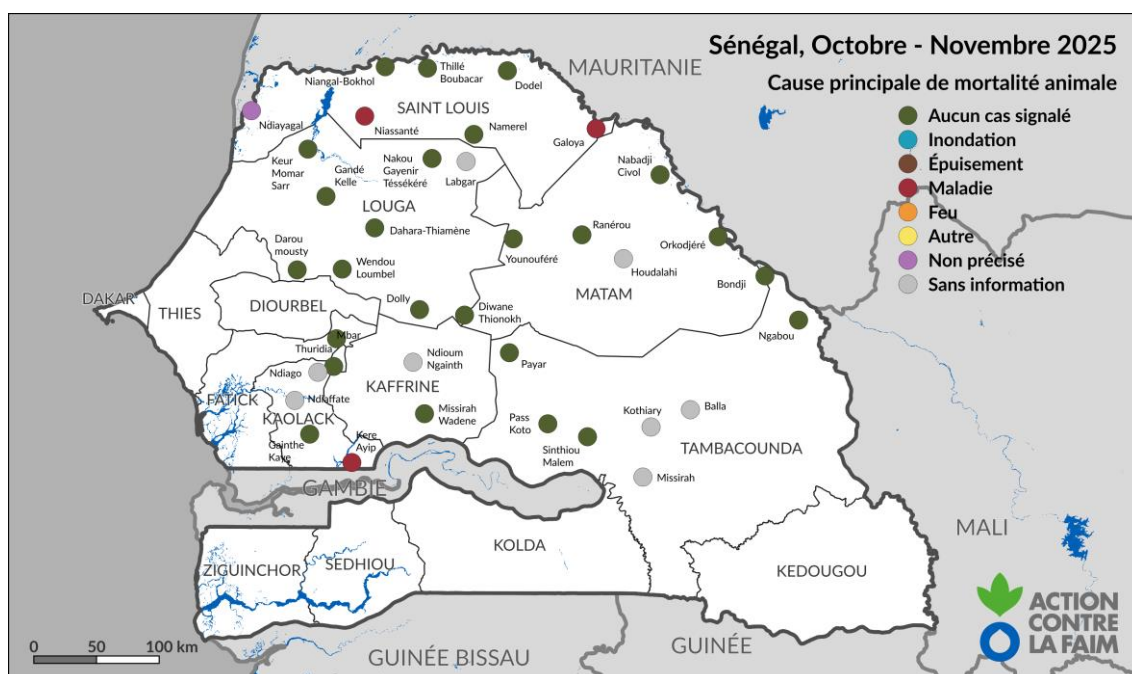 Sénégal, Octobre - Novembre 2025
MAURITANIE
Cause principale de mortalité animale
Aucun cas signalé
Inondation
Épuisement
Maladie
Feu
Autre
Non précisé
Sans information
Niangal-Bokhol
Thillé
Boubacar
Dodel
SAINT LOUIS
Ndiayagal
Niassanté
Namerel
Galoya
Keur
Momar
Sarr
Gandé
Kelle
Nakou
Gayenir
Téssékéré
Labgar
Nabadji
Civol
LOUGA
Dahara-Thiamène
Ranérou
Orkodjéré
Younouféré
Houdalahi
Darou
mousty
Wendou
Loumbel
Bondji
DAKAR
THIES
DIOURBEL
Dolly
Diwane
Thionokh
MATAM
Ngabou
Mbar
Thuridia
Ndiago
Ndioum
Ngainth
Payar
KAFFRINE
FATICK
Ndiaffate
KAOLACK
Missirah
Wadene
Pass
Koto
Kothiary
Balla
Gainthe
Kaye
Kere
Ayip
Sinthiou
Malem
TAMBACOUNDA
Missirah
GAMBIE
MALI
KOLDA
ZIGUINCHOR
SEDHIOU
KEDOUGOU
ACTION
CONTRE
LA FAIM
0 50 100 km
GUINÉE BISSAU
GUINÉE